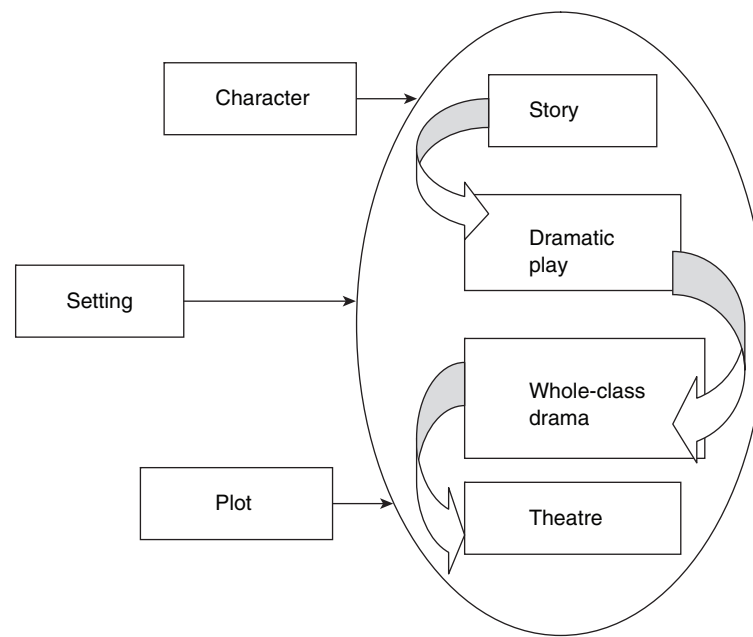 Character
Story
Dramatic
play
Setting
Whole-class
drama
Plot
Theatre